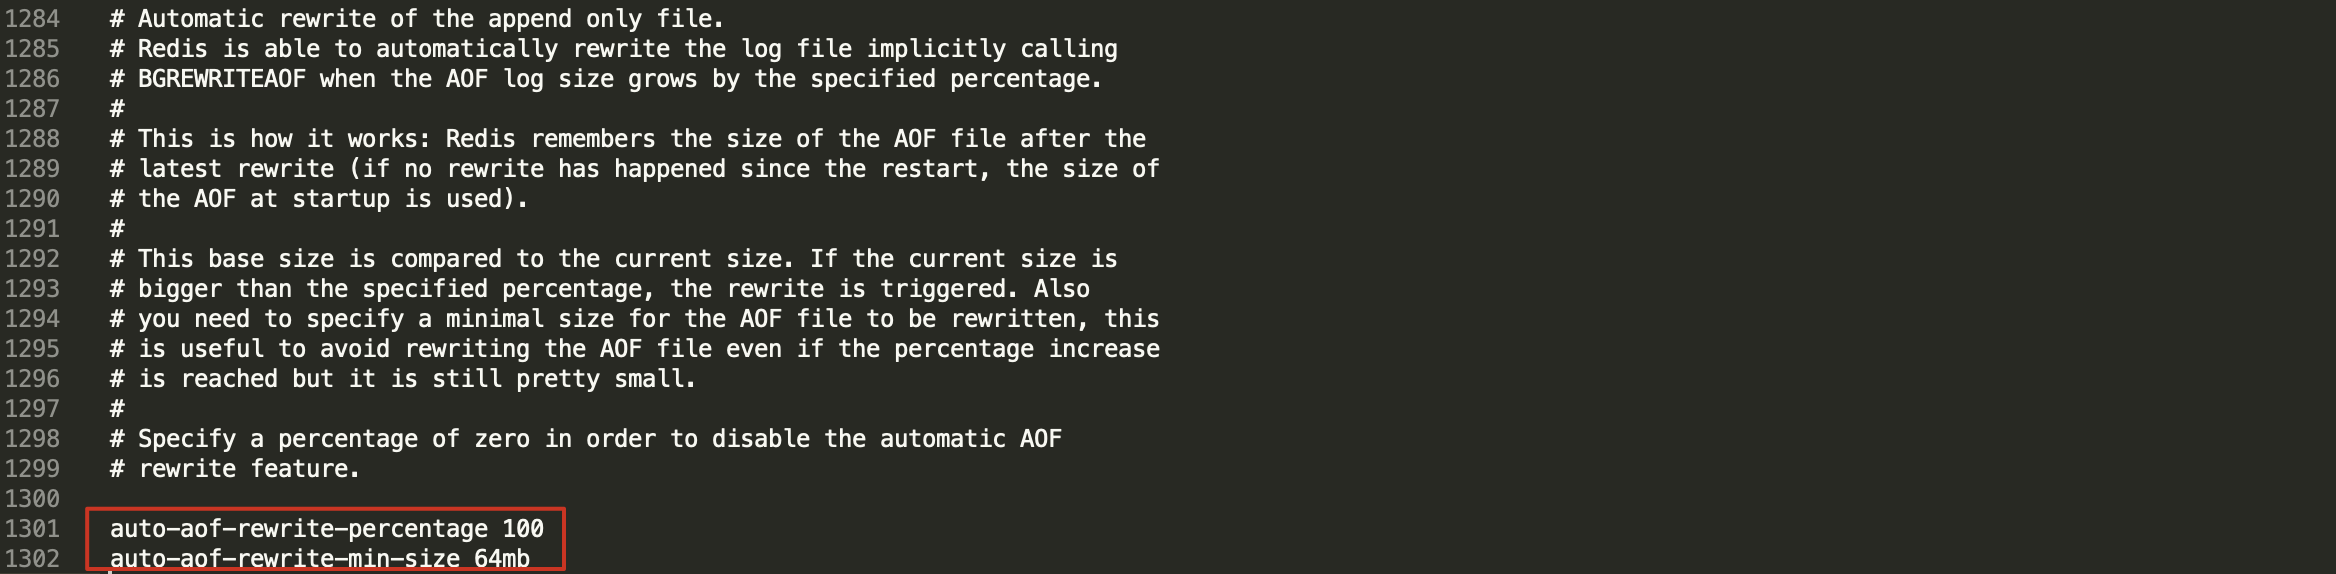 1284 # Automatic rewrite of the append only file.
1285 # Redis is able to automatically rewrite the log file implicitly calling
1286 # BGREWRITEAOF when the AOF log size grows by the specified percentage.
1287 #
1288 # This is how it works: Redis remembers the size of the AOF file after the
1289 # latest rewrite (if no rewrite has happened since the restart, the size of
1290 # the AOF at startup is used).
1291 #
1292 # This base size is compared to the current size. If the current size is
1293 # bigger than the specified percentage, the rewrite is triggered. Also
1294 # you need to specify a minimal size for the AOF file to be rewritten, this
1295 # is useful to avoid rewriting the AOF file even if the percentage increase
1296 # is reached but it is still pretty small.
1297 #
1298 # Specify a percentage of zero in order to disable the automatic AOF
1299 # rewrite feature.
1300
1301 auto-aof-rewrite-percentage 100
1302 auto-aof-rewrite-min-size 64mb